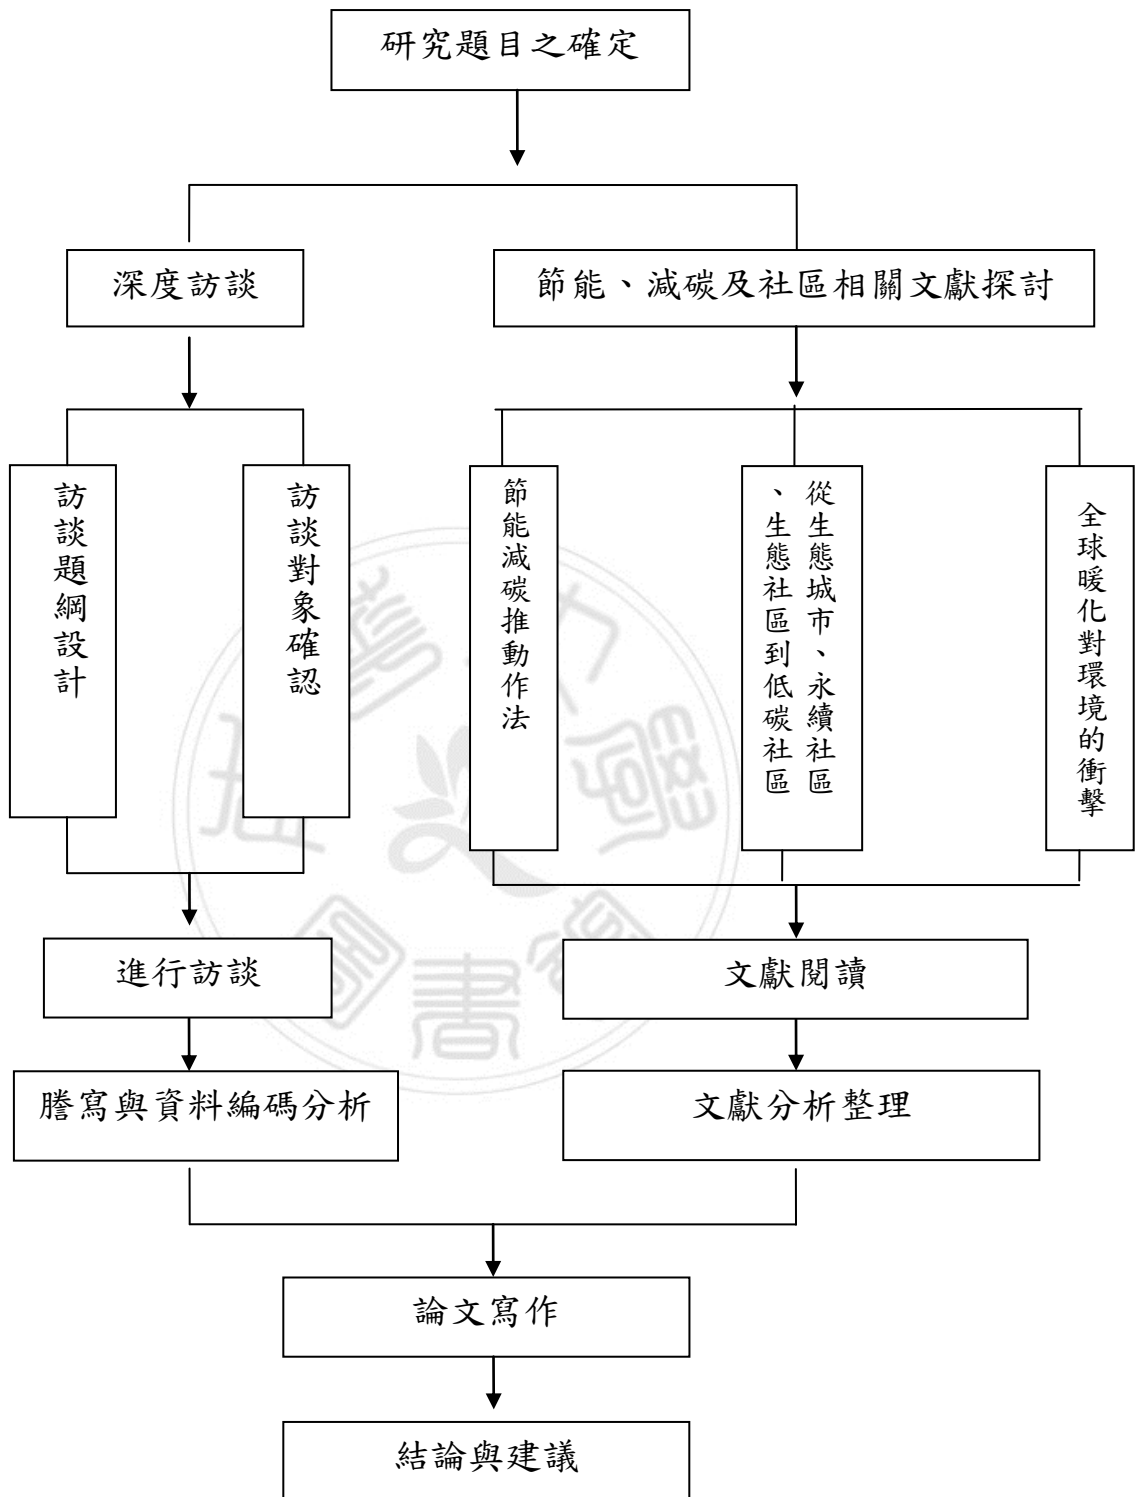 研究題目之確定
深度訪談
節能、減碳及社區相關文獻探討
訪談題綱設計
訪談對象確認
節能減碳推動作法
從生態城市、永續社區
、生態社區到低碳社區
全球暖化對環境的衝擊
進行訪談
文獻閱讀
謄寫與資料編碼分析
文獻分析整理
論文寫作
結論與建議